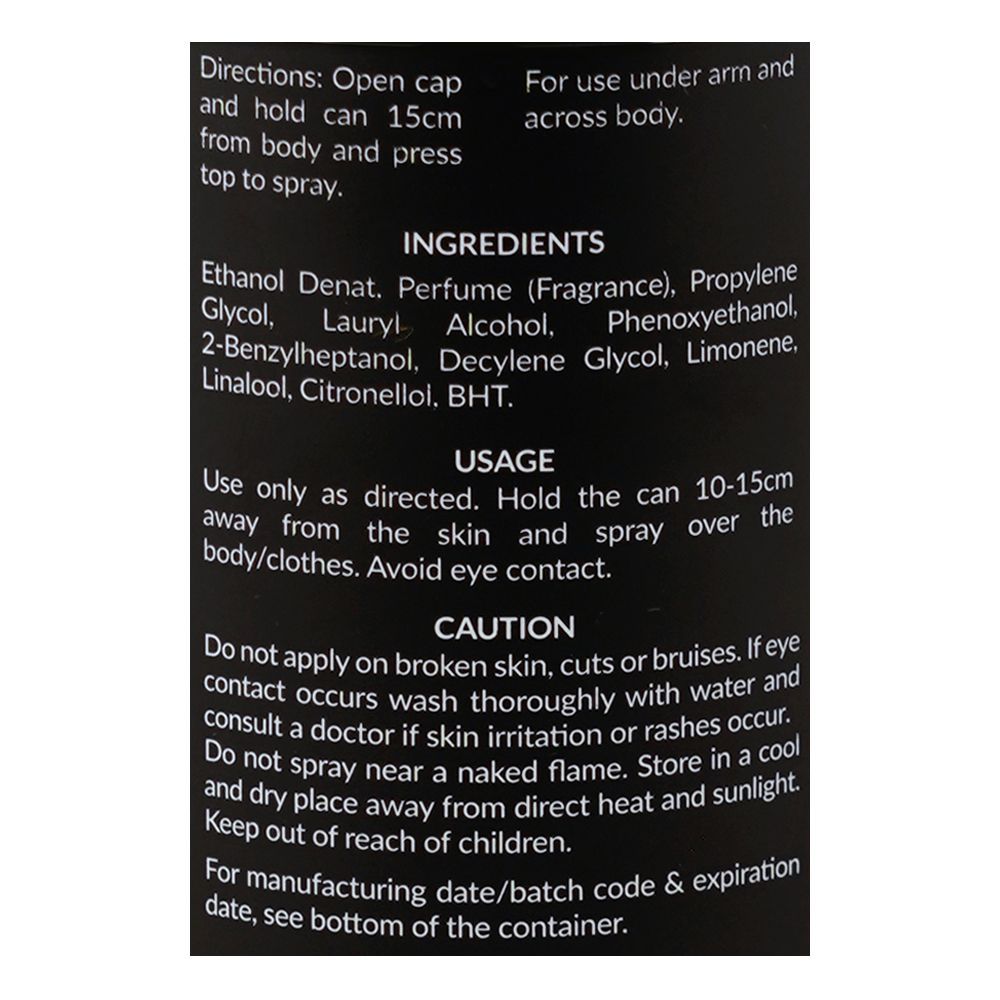 Directions: Open cap
and hold can 15cm
from body and press
top to spray.
For use under arm and
across body.
INGREDIENTS
Ethanol Denat. Perfume (Fragrance), Propylene
Glycol, Lauryl Alcohol, Phenoxyethanol,
2-Benzylheptanol, Decylene Glycol, Limonene,
Linalool, Citronellol, BHT.
USAGE
Use only as directed. Hold the can 10-15cm
away from the skin and spray over the
body/clothes. Avoid eye contact.
CAUTION
Do not apply on broken skin, cuts or bruises. If eye
contact occurs wash thoroughly with water and
consult a doctor if skin irritation or rashes occur.
Do not spray near a naked flame. Store in a cool
and dry place away from direct heat and sunlight.
Keep out of reach of children.
For manufacturing date/batch code & expiration
date, see bottom of the container.